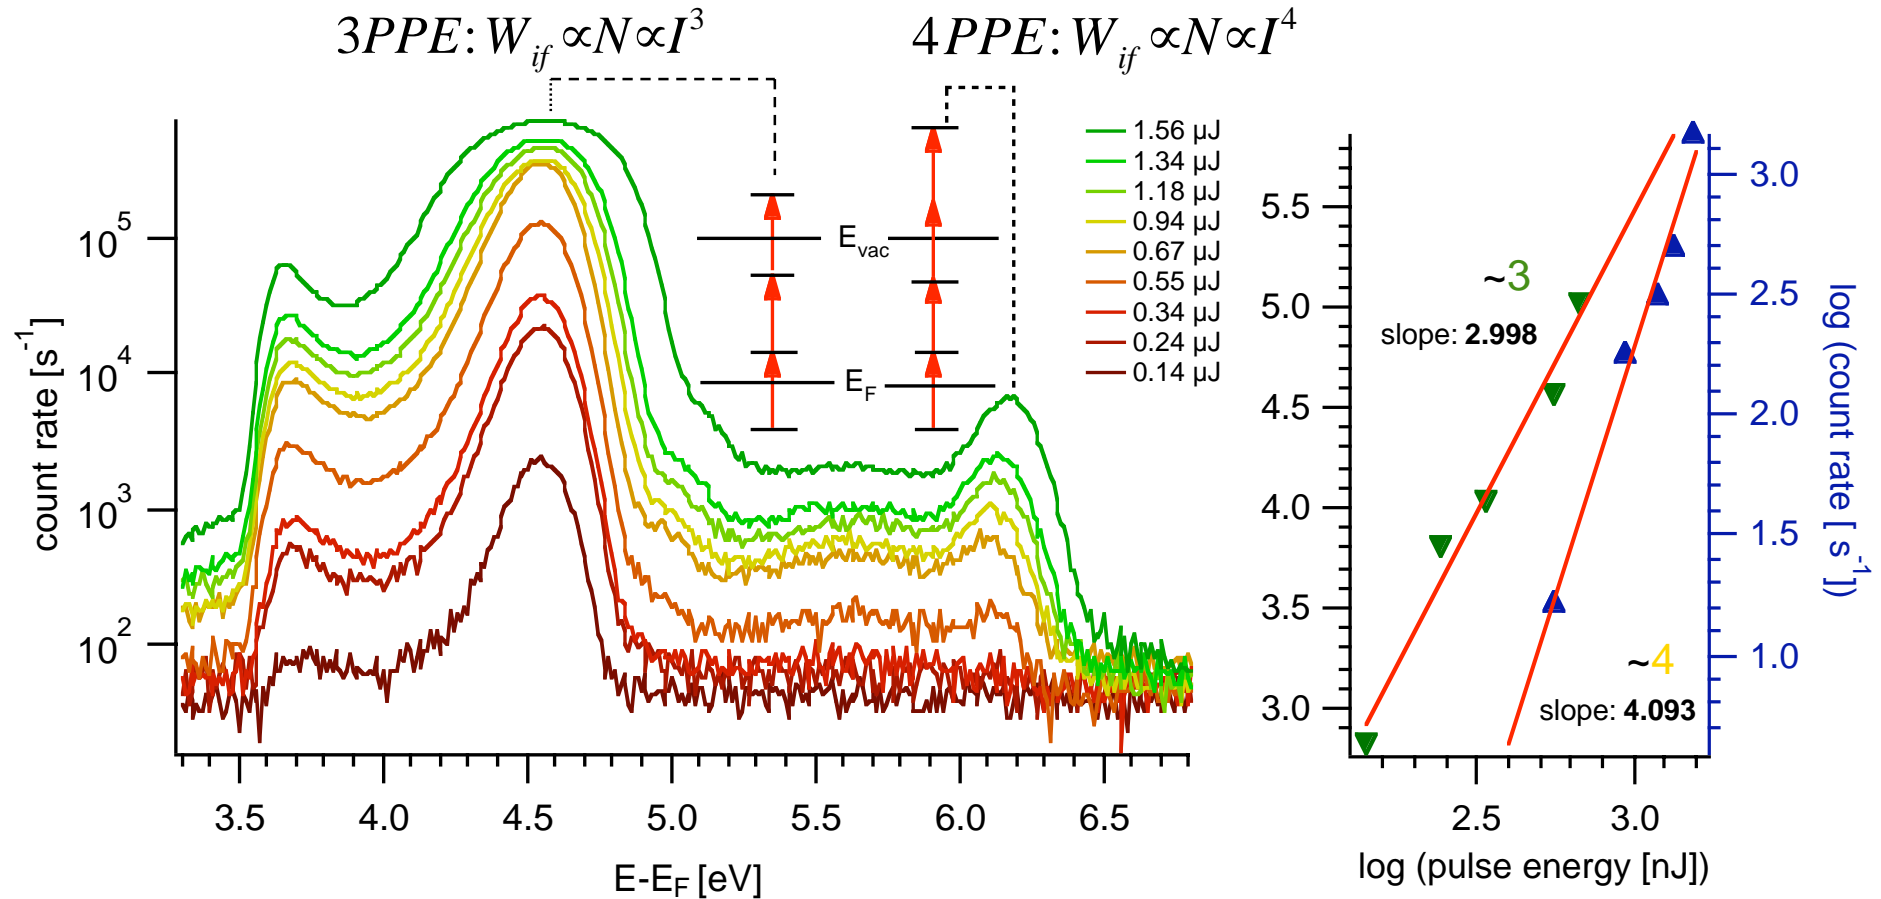 3PPE: W_if ∝N∝I^3
4PPE: W_if ∝N∝I^4
1.56 µJ
1.34 µJ
1.18 µJ
0.94 µJ
0.67 µJ
0.55 µJ
0.34 µJ
0.24 µJ
0.14 µJ
E_vac
E_F
count rate [s^-1]
10^5
10^4
10^3
10^2
3.5 4.0 4.5 5.0 5.5 6.0 6.5
E-E_F [eV]
~3
slope: 2.998
~4
slope: 4.093
5.5
5.0
4.5
4.0
3.5
3.0
3.0
2.5
2.0
1.5
1.0
log (count rate [ s^-1])
2.5 3.0
log (pulse energy [nJ])